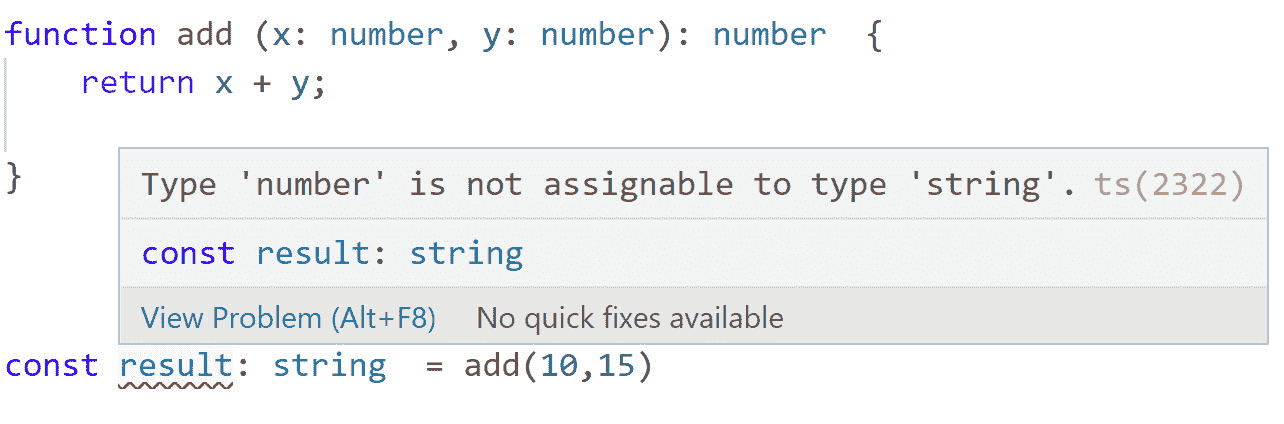 function add (x: number, y: number): number  {
    return x + y;
}
Type 'number' is not assignable to type 'string'. ts(2322)
const result: string
View Problem (Alt+F8)    No quick fixes available
const result: string  = add(10,15)